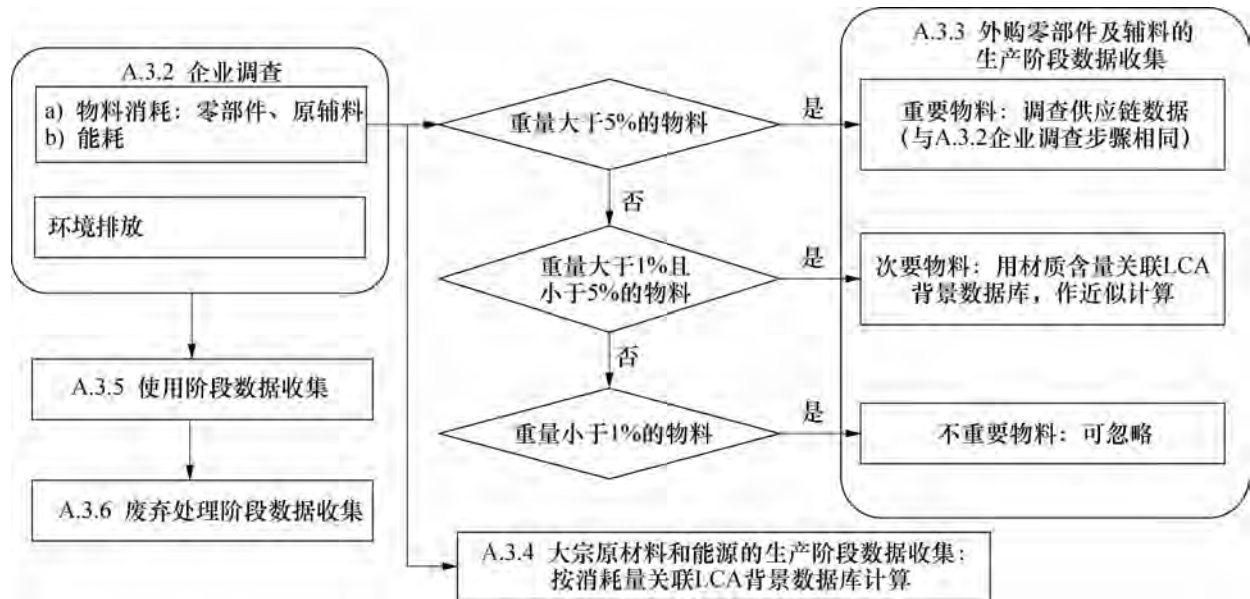 A.3.2 企业调查
a) 物料消耗：零部件、原辅料
b) 能耗
环境排放
A.3.5 使用阶段数据收集
A.3.6 废弃处理阶段数据收集
重量大于5%的物料
是
否
重量大于1%且
小于5%的物料
是
否
重量小于1%的物料
是
A.3.3 外购零部件及辅料的
生产阶段数据收集
重要物料：调查供应链数据
(与A.3.2企业调查步骤相同)
次要物料：用材质含量关联LCA
背景数据库，作近似计算
不重要物料：可忽略
A.3.4 大宗原材料和能源的生产阶段数据收集：
按消耗量关联LCA背景数据库计算